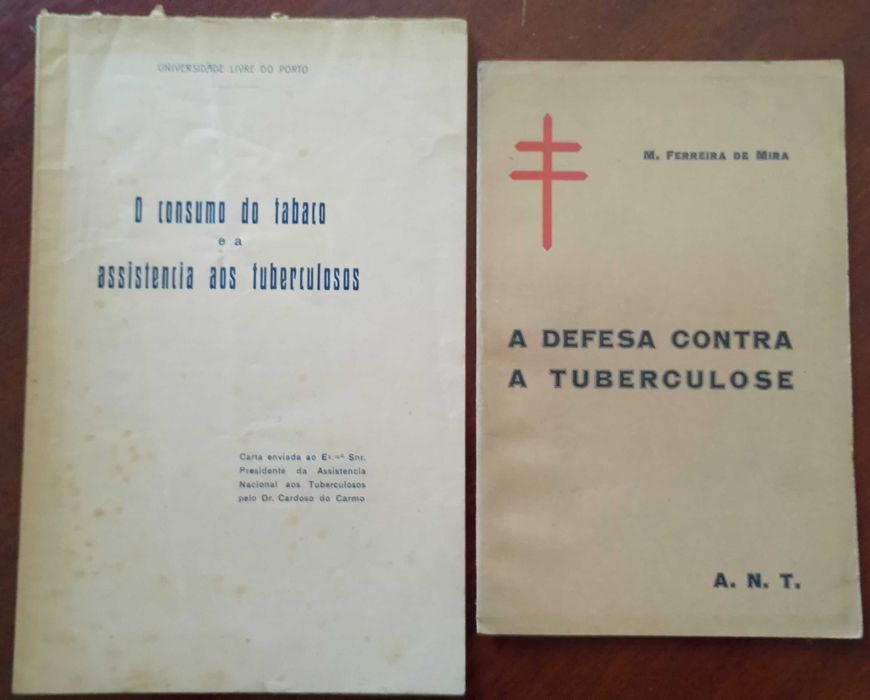 UNIVERSIDADE LIVRE DO PORTO
O consumo do tabaco
e a
assistencia aos tuberculosos
Carta enviada ao Ex.mo Snr.
Presidente da Assistencia
Nacional aos Tuberculosos
pelo Dr. Cardoso do Carmo
M. FERREIRA DE MIRA
A DEFESA CONTRA
A TUBERCULOSE
A. N. T.